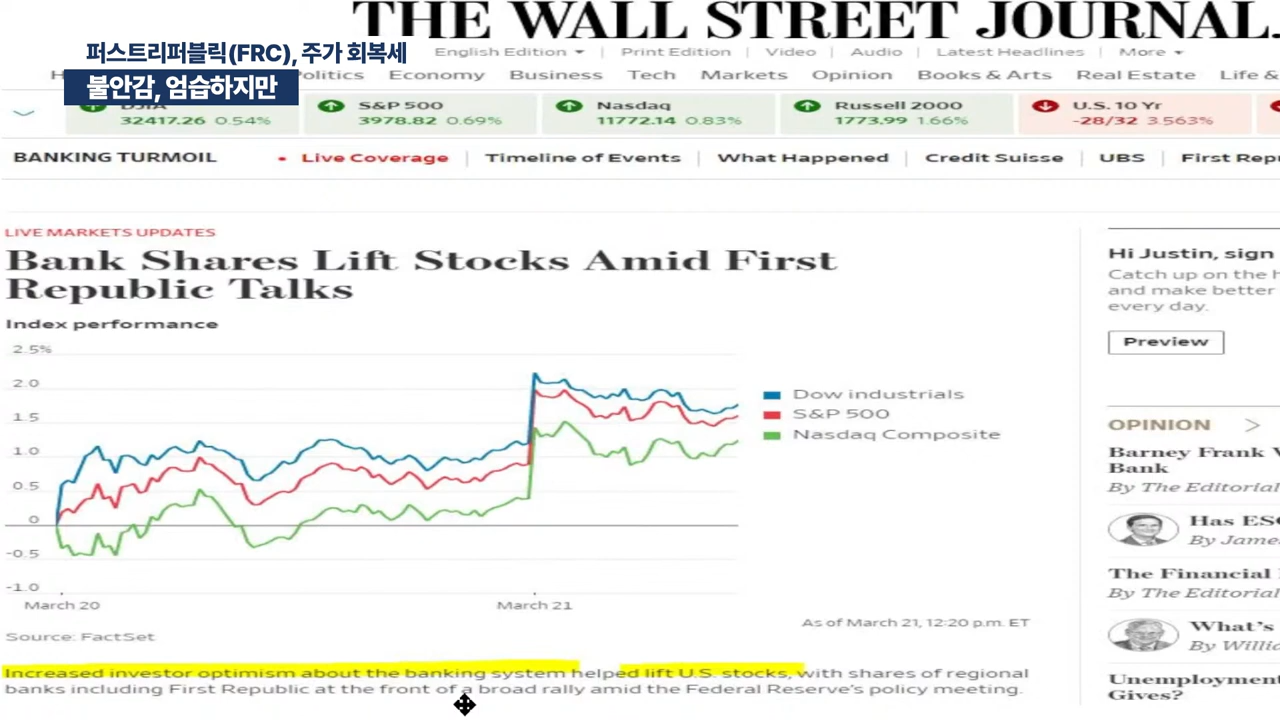 THE WALL STREET JOURNAL.
퍼스트리퍼블릭(FRC), 주가 회복세
불안감, 엄습하지만
English Edition Print Edition Video Audio Latest Headlines More
Politics Economy Business Tech Markets Opinion Books & Arts Real Estate Life &
DJIA S&P 500 Nasdaq Russell 2000 U.S. 10 Yr
32417.26 0.54% 3978.82 0.69% 11772.14 0.83% 1773.99 1.66% -28/32 3.563%
BANKING TURMOIL • Live Coverage Timeline of Events What Happened Credit Suisse UBS First
LIVE MARKETS UPDATES
Bank Shares Lift Stocks Amid First
Republic Talks
Index performance
2.5%
2.0
1.5
1.0
0.5
0
-0.5
-1.0
March 20 March 21
Dow industrials
S&P 500
Nasdaq Composite
As of March 21, 12:20 p.m. ET
Source: FactSet
Increased investor optimism about the banking system helped lift U.S. stocks, with shares of regional
banks including First Republic at the front of a broad rally amid the Federal Reserve's policy meeting.
Hi Justin, sign
Catch up on the
and make better
every day.
Preview
OPINION >
Barney Frank
Bank
By The Editorial
Has
By
The Financial
By The Editorial
What's
By
Unemployment
Gives?